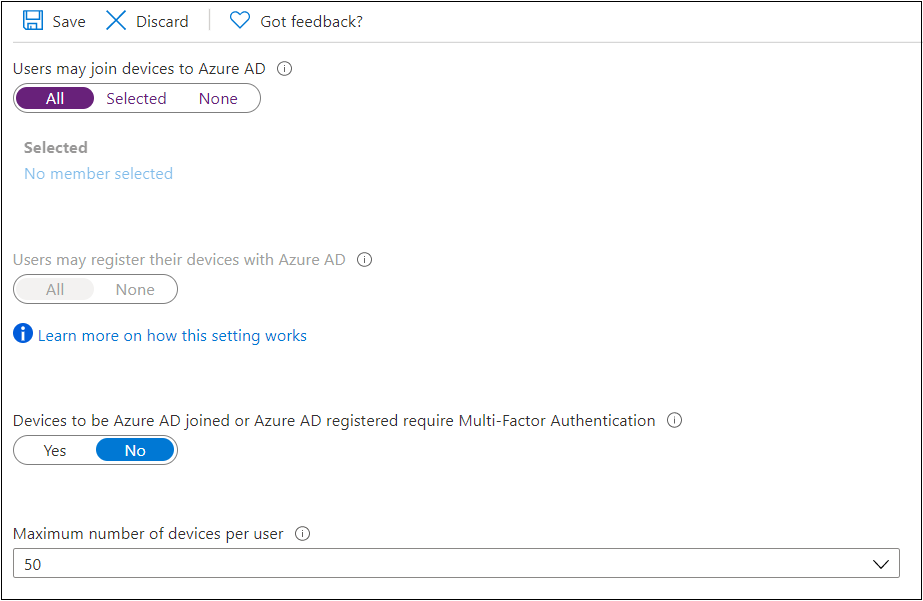 Save Discard Got feedback?
Users may join devices to Azure AD
All Selected None
Selected
No member selected
Users may register their devices with Azure AD
All None
Learn more on how this setting works
Devices to be Azure AD joined or Azure AD registered require Multi-Factor Authentication
Yes No
Maximum number of devices per user
50